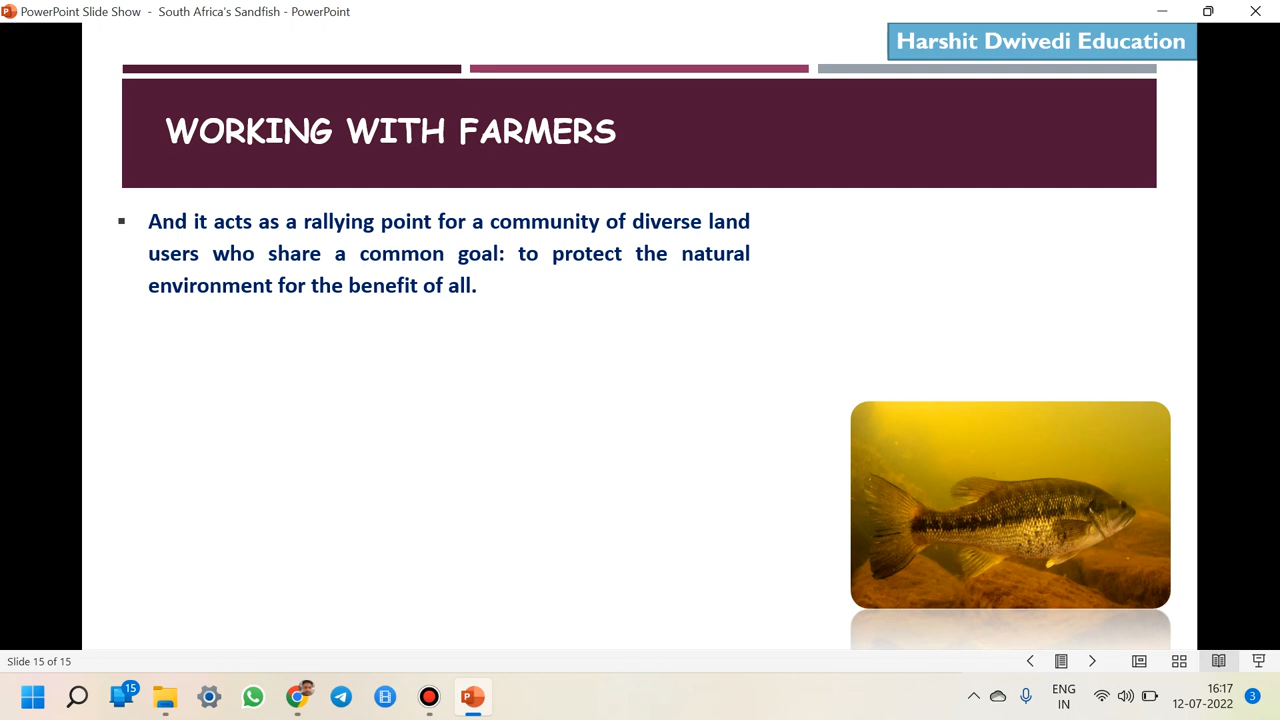 PowerPoint Slide Show - South Africa's Sandfish - PowerPoint
Harshit Dwivedi Education
WORKING WITH FARMERS
And it acts as a rallying point for a community of diverse land
users who share a common goal: to protect the natural
environment for the benefit of all.
Slide 15 of 15
15
ENG
IN
16:17
12-07-2022
3